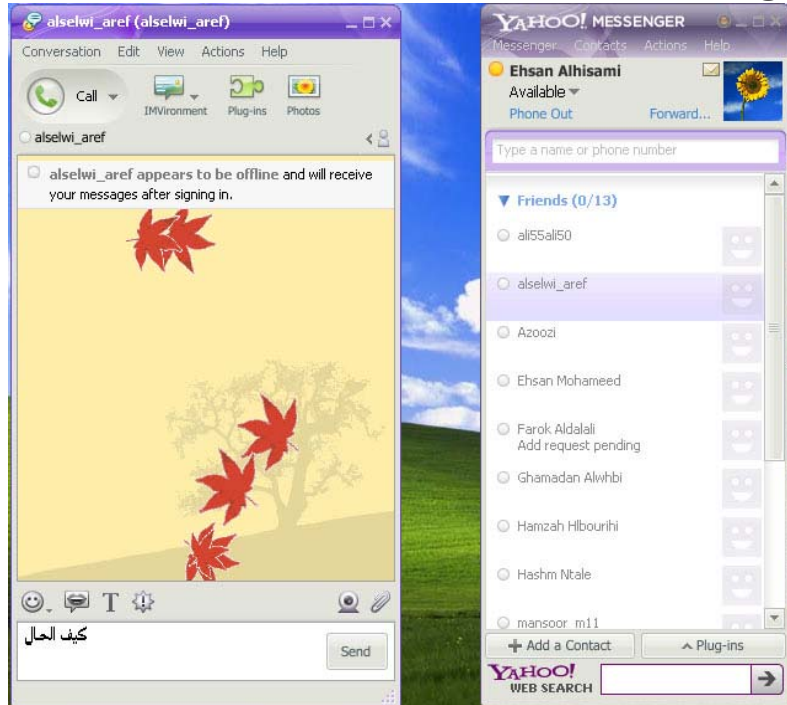 alselwi_aref (alselwi_aref)
Conversation Edit View Actions Help
Call
IMVironment Plug-ins Photos
alselwi_aref
alselwi_aref appears to be offline and will receive
your messages after signing in.
كيف الحال
Send
YAHOO! MESSENGER
Messenger Contacts Actions Help
Ehsan Alhisami
Available
Phone Out Forward...
Type a name or phone number
Friends (0/13)
ali55ali50
alselwi_aref
Azoozi
Ehsan Mohameed
Farok Aldalali
Add request pending
Ghamadan Alwhbi
Hamzah Hlbourihi
Hashm Ntale
mansoor m11
Add a Contact Plug-ins
YAHOO!
WEB SEARCH